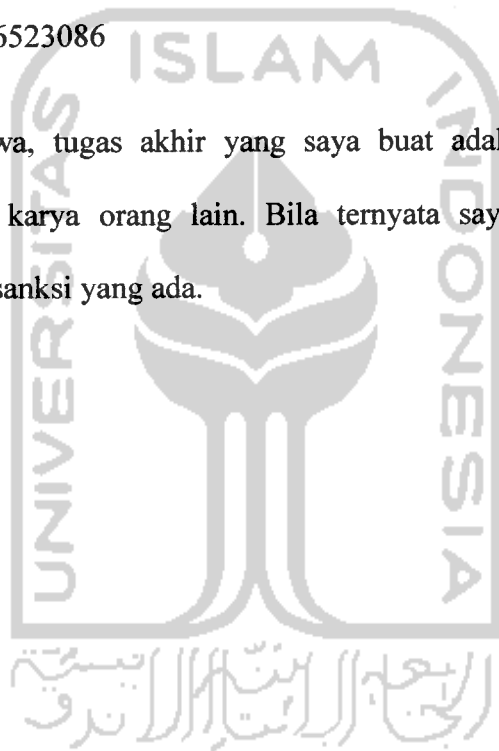 6523086
ISLAM
wa, tugas akhir yang saya buat adal
karya orang lain. Bila ternyata say
sanksi yang ada.
UNIVERSITAS
INDONESIA